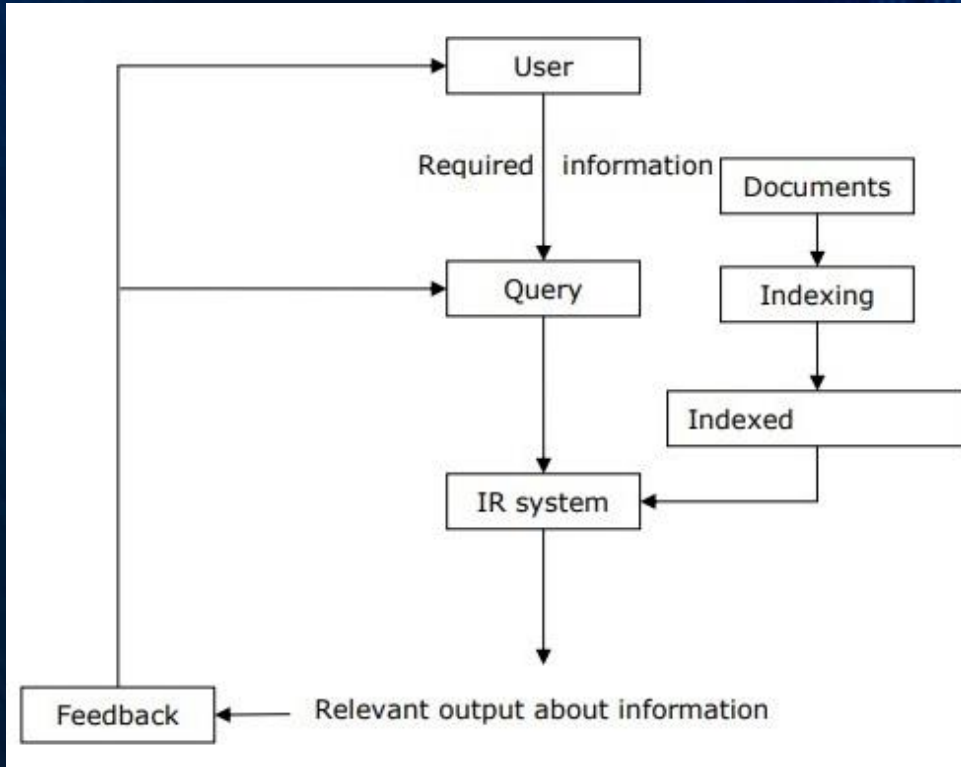 User
Required information
Documents
Query
Indexing
Indexed
IR system
Relevant output about information
Feedback